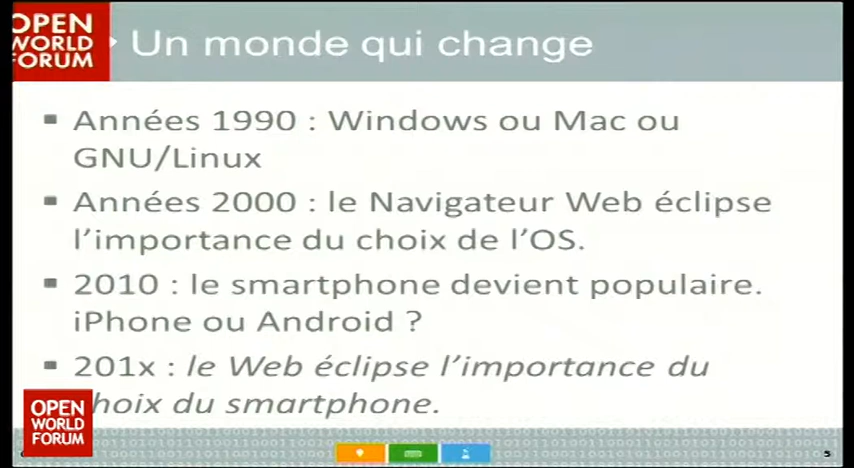 OPEN
WORLD
FORUM
Un monde qui change
Années 1990 : Windows ou Mac ou
GNU/Linux
Années 2000 : le Navigateur Web éclipse
l’importance du choix de l’OS.
2010 : le smartphone devient populaire.
iPhone ou Android ?
201x : le Web éclipse l’importance du
hoix du smartphone.
OPEN
WORLD
FORUM
5